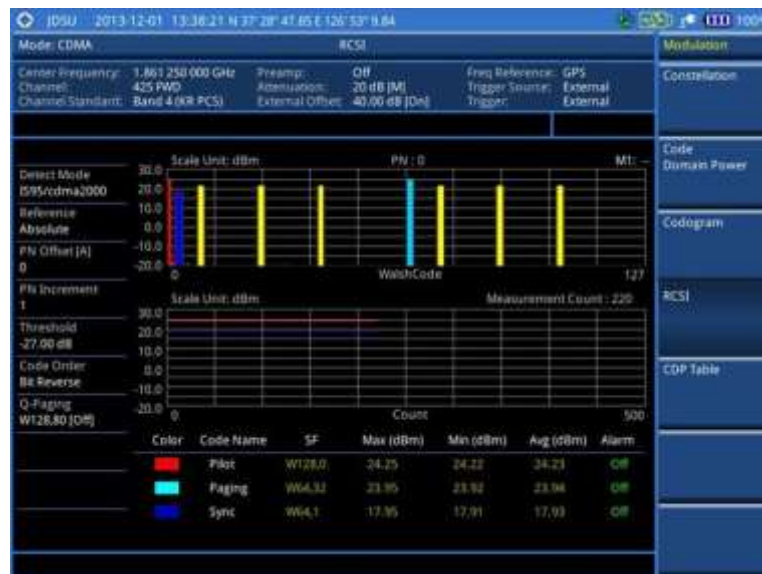 JDSU 2013-12-01 13:38:21 N 37° 28" 47.85 E 126° 53" 9.84 100%
Mode: CDMA RCSI Modulation
Center Frequency: 1.861 250 000 GHz Preamp: Off Freq Reference: GPS
Channel: 425 FWD Attenuation: 20 dB [M] Trigger Source: External
Channel Standard: Band 4 (KR PCS) External Offset: 40.00 dB [On] Trigger: External
Constellation
Code Domain Power
Codogram
RCSI
CDP Table
Detect Mode
IS95/cdma2000
Reference
Absolute
PN Offset [A]
0
PN Increment
1
Threshold
-27.00 dB
Code Order
Bit Reverse
Q-Paging
W128,80 [Off]
Scale Unit: dBm PN : 0 M1: --
30.0
20.0
10.0
0.0
-10.0
-20.0
0 WalshCode 127
Scale Unit: dBm Measurement Count : 220
30.0
20.0
10.0
0.0
-10.0
-20.0
0 Count 500
Color Code Name SF Max (dBm) Min (dBm) Avg (dBm) Alarm
Pilot W128,0 24.25 24.22 24.23 Off
Paging W64,32 23.95 23.92 23.94 Off
Sync W64,1 17.95 17.91 17.93 Off